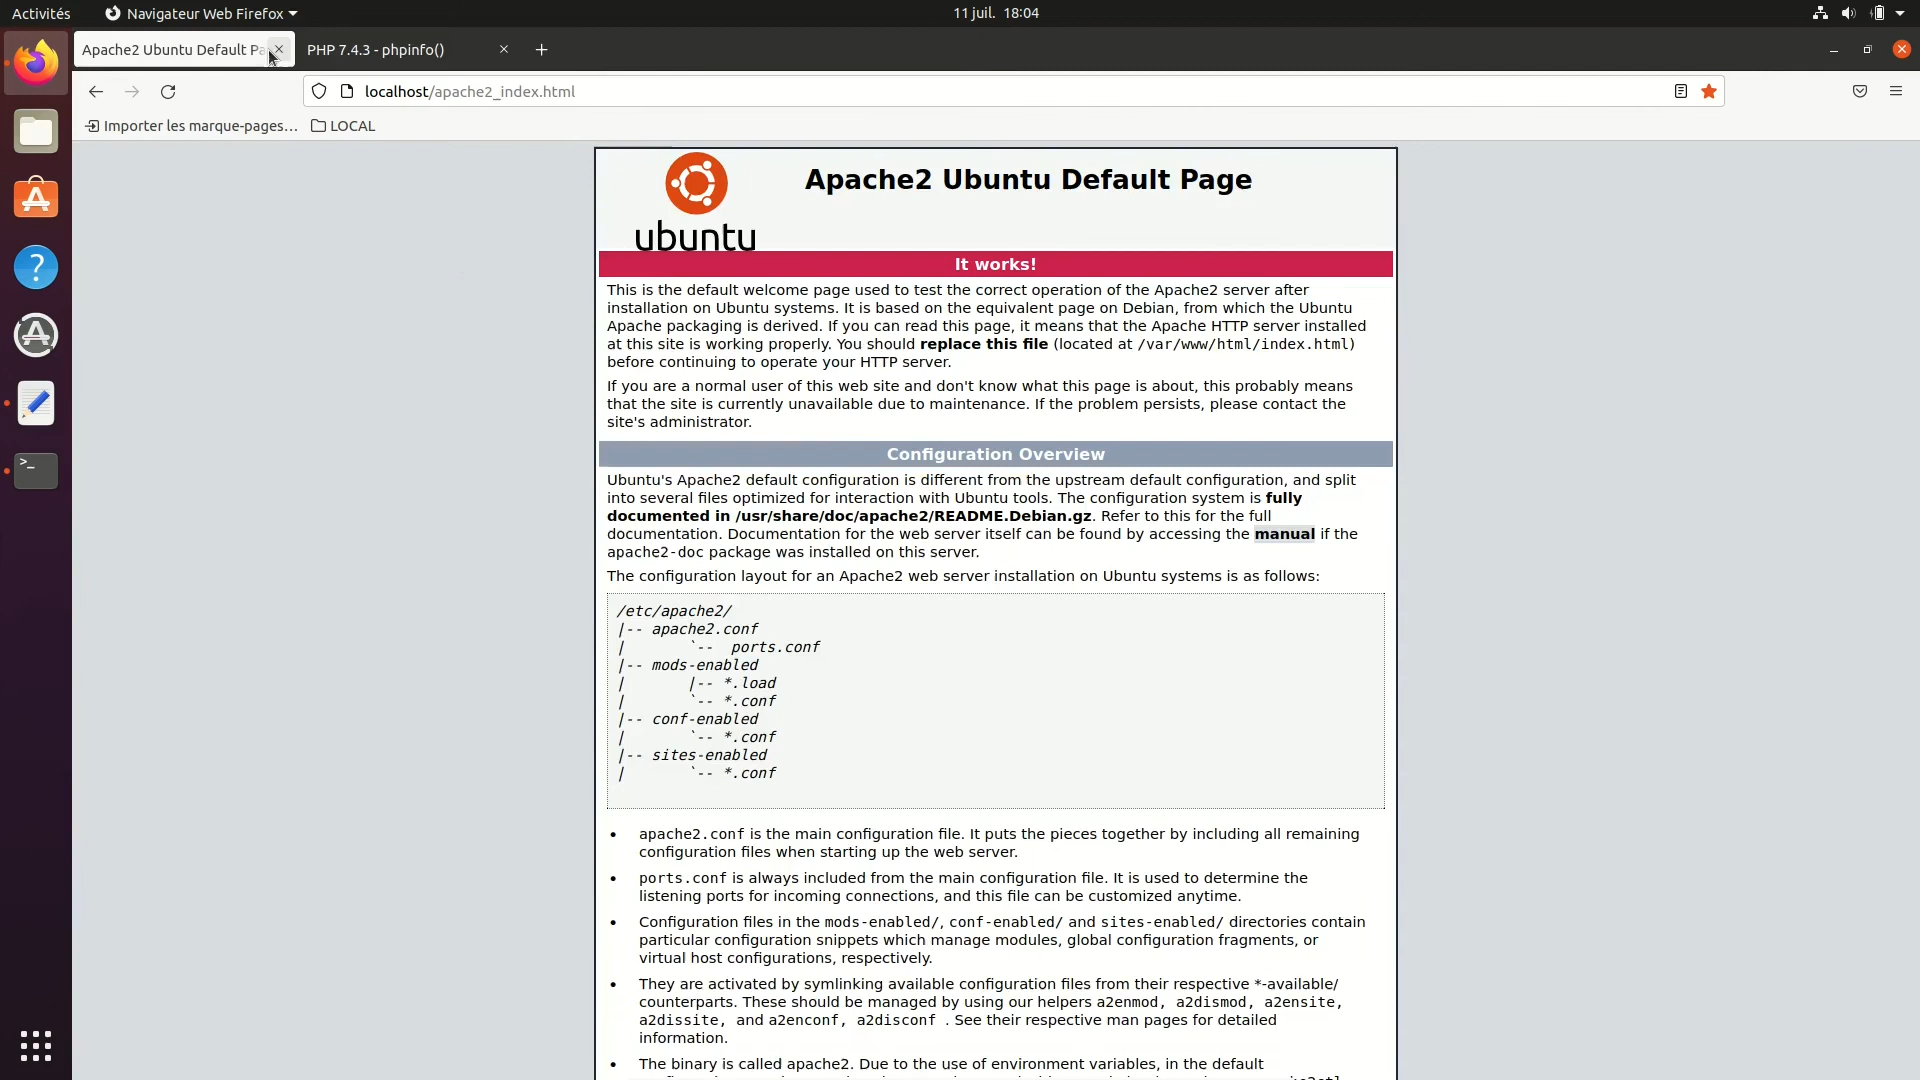 Activités
Navigateur Web Firefox
11 juil. 18:04
Apache2 Ubuntu Default Pa
PHP 7.4.3 - phpinfo()
localhost/apache2_index.html
Importer les marque-pages…
LOCAL
ubuntu
Apache2 Ubuntu Default Page
It works!
This is the default welcome page used to test the correct operation of the Apache2 server after
installation on Ubuntu systems. It is based on the equivalent page on Debian, from which the Ubuntu
Apache packaging is derived. If you can read this page, it means that the Apache HTTP server installed
at this site is working properly. You should replace this file (located at /var/www/html/index.html)
before continuing to operate your HTTP server.
If you are a normal user of this web site and don't know what this page is about, this probably means
that the site is currently unavailable due to maintenance. If the problem persists, please contact the
site's administrator.
Configuration Overview
Ubuntu's Apache2 default configuration is different from the upstream default configuration, and split
into several files optimized for interaction with Ubuntu tools. The configuration system is fully
documented in /usr/share/doc/apache2/README.Debian.gz. Refer to this for the full
documentation. Documentation for the web server itself can be found by accessing the manual if the
apache2-doc package was installed on this server.
The configuration layout for an Apache2 web server installation on Ubuntu systems is as follows:
/etc/apache2/
|-- apache2.conf
|       `--  ports.conf
|-- mods-enabled
|       |-- *.load
|       `-- *.conf
|-- conf-enabled
|       `-- *.conf
|-- sites-enabled
|       `-- *.conf
• apache2.conf is the main configuration file. It puts the pieces together by including all remaining
configuration files when starting up the web server.
• ports.conf is always included from the main configuration file. It is used to determine the
listening ports for incoming connections, and this file can be customized anytime.
• Configuration files in the mods-enabled/, conf-enabled/ and sites-enabled/ directories contain
particular configuration snippets which manage modules, global configuration fragments, or
virtual host configurations, respectively.
• They are activated by symlinking available configuration files from their respective *-available/
counterparts. These should be managed by using our helpers a2enmod, a2dismod, a2ensite,
a2dissite, and a2enconf, a2disconf . See their respective man pages for detailed
information.
• The binary is called apache2. Due to the use of environment variables, in the default